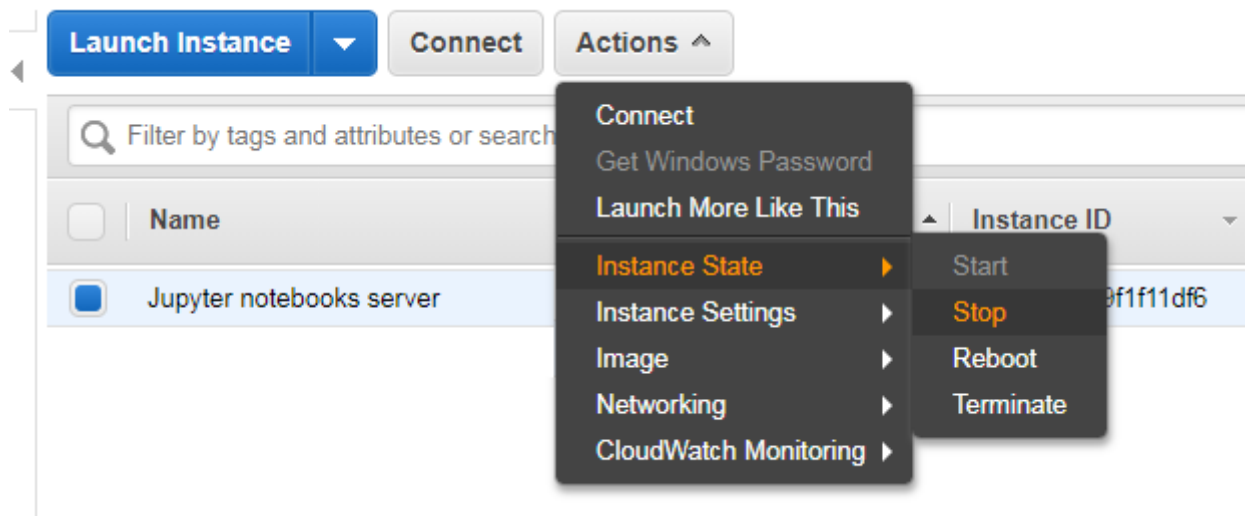 Launch Instance Connect Actions
Filter by tags and attributes or search
Connect
Get Windows Password
Launch More Like This
Name Instance ID
Instance State Start
Jupyter notebooks server 9f1f11df6
Instance Settings Stop
Image Reboot
Networking Terminate
CloudWatch Monitoring